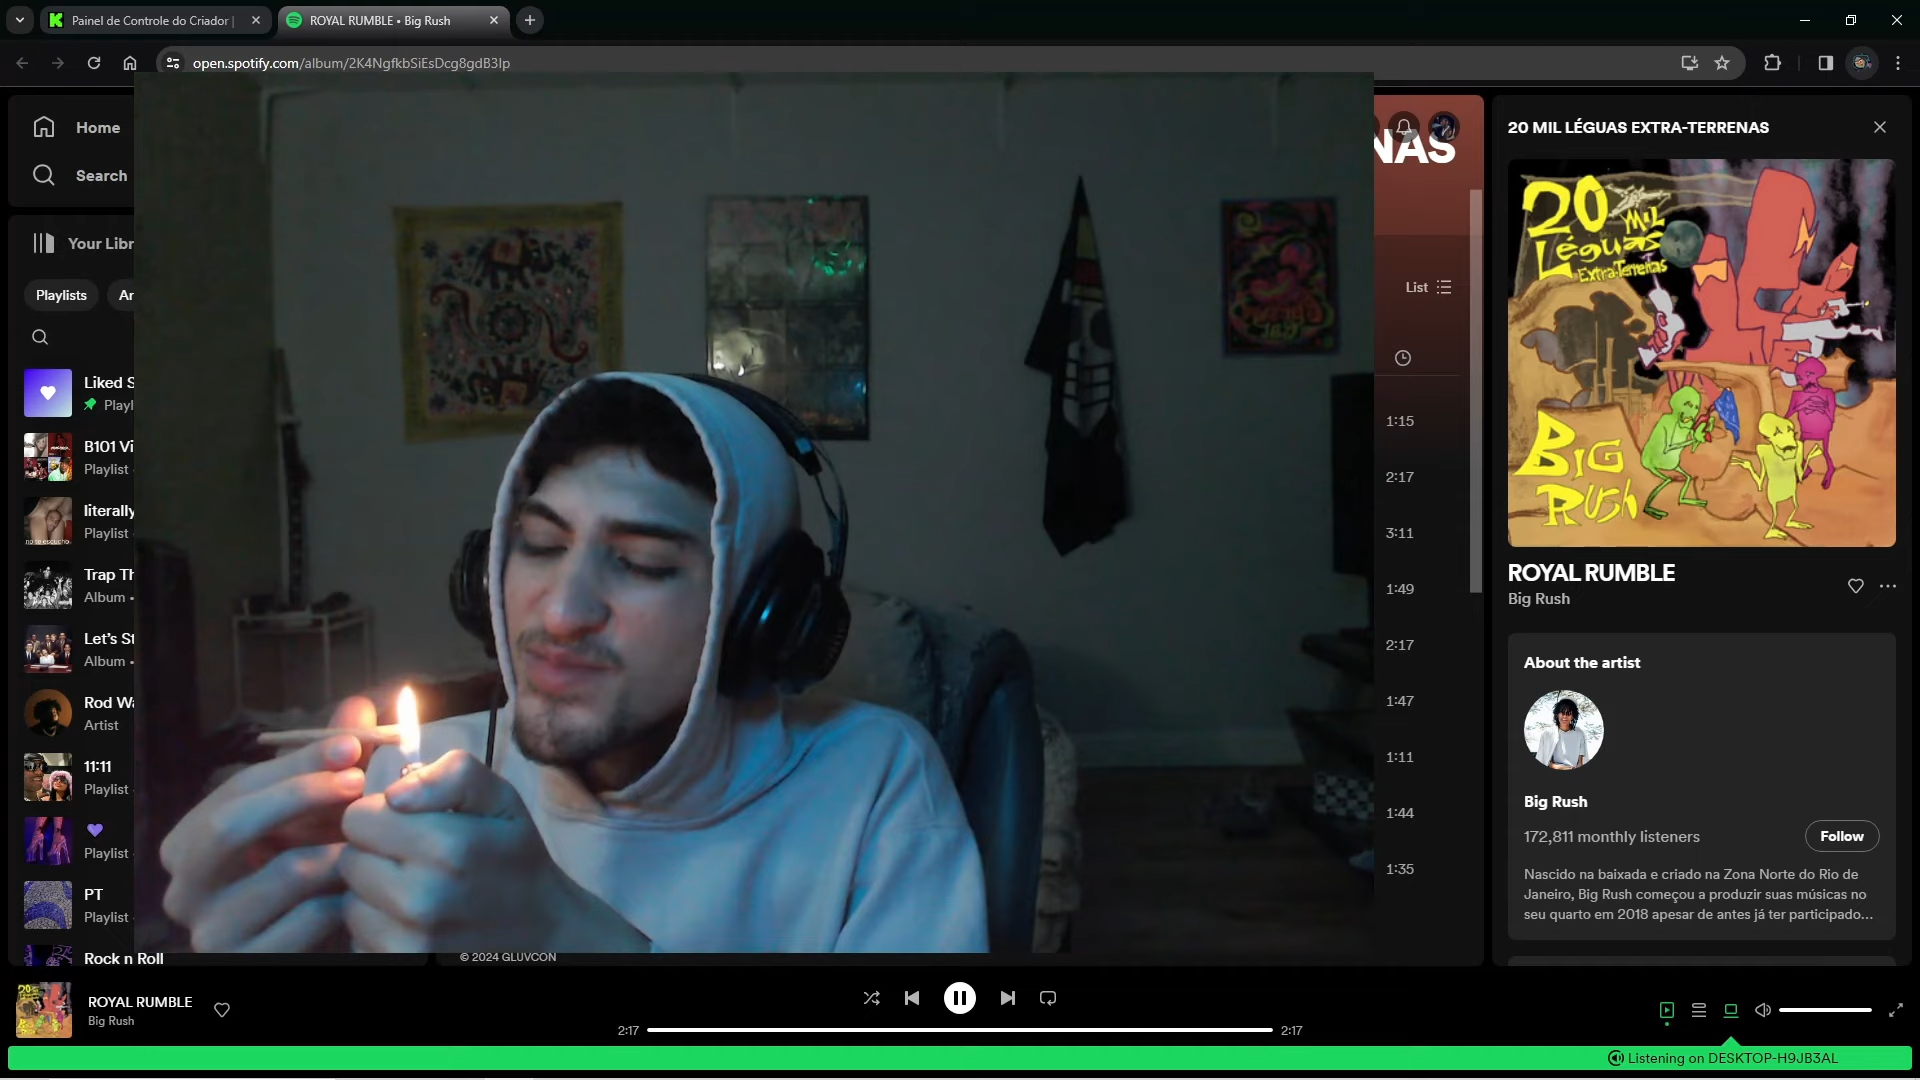 Painel de Controle do Criador |
ROYAL RUMBLE • Big Rush
open.spotify.com/album/2K4NgfkbSiEsDcg8gdB3Ip
Home
Search
Your Libr
Playlists
Ar
Liked S
Playl
B101 Vi
Playlist
literally
Playlist
no te escucho
Trap Th
Album •
Let's St
Album •
Rod Wa
Artist
11:11
Playlist
💜
Playlist
PT
Playlist
Rock n Roll
NAS
List
1:15
2:17
3:11
1:49
2:17
1:47
1:11
1:44
1:35
© 2024 GLUVCON
20 MIL LÉGUAS EXTRA-TERRENAS
20 MIL
Léguas
Extra-Terrenas
BIG
RUSH
ROYAL RUMBLE
Big Rush
About the artist
Big Rush
172,811 monthly listeners
Follow
Nascido na baixada e criado na Zona Norte do Rio de
Janeiro, Big Rush começou a produzir suas músicas no
seu quarto em 2018 apesar de antes já ter participado...
ROYAL RUMBLE
Big Rush
2:17
2:17
Listening on DESKTOP-H9JB3AL